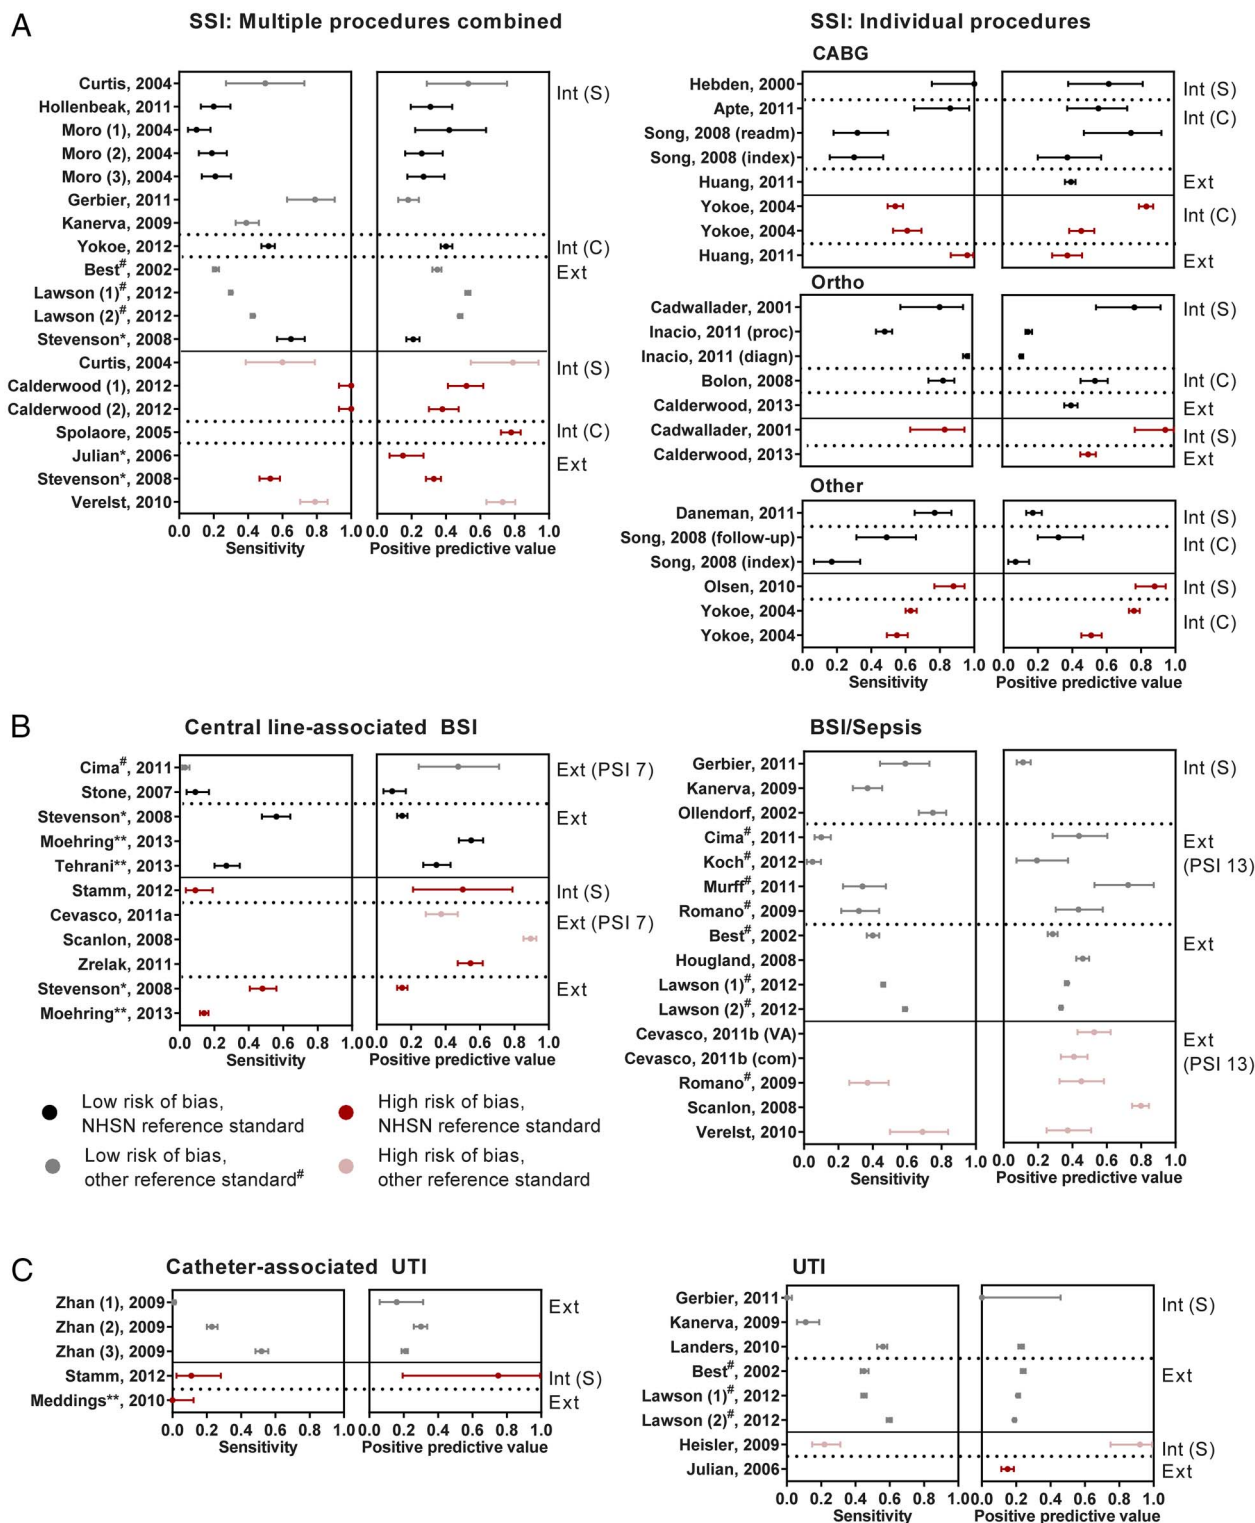 A
SSI: Multiple procedures combined
Curtis, 2004
Hollenbeak, 2011
Moro (1), 2004
Moro (2), 2004
Moro (3), 2004
Gerbier, 2011
Kanerva, 2009
Yokoe, 2012
Best#, 2002
Lawson (1)#, 2012
Lawson (2)#, 2012
Stevenson*, 2008
Curtis, 2004
Calderwood (1), 2012
Calderwood (2), 2012
Spolaore, 2005
Julian*, 2006
Stevenson*, 2008
Verelst, 2010
Int (S)
Int (C)
Ext
Int (S)
Int (C)
Ext
0.0 0.2 0.4 0.6 0.8 1.0
0.0 0.2 0.4 0.6 0.8 1.0
Sensitivity
Positive predictive value
SSI: Individual procedures
CABG
Hebden, 2000
Apte, 2011
Song, 2008 (readm)
Song, 2008 (index)
Huang, 2011
Yokoe, 2004
Yokoe, 2004
Huang, 2011
Int (S)
Int (C)
Ext
Int (C)
Ext
Ortho
Cadwallader, 2001
Inacio, 2011 (proc)
Inacio, 2011 (diagn)
Bolon, 2008
Calderwood, 2013
Cadwallader, 2001
Calderwood, 2013
Int (S)
Int (C)
Ext
Int (S)
Ext
Other
Daneman, 2011
Song, 2008 (follow-up)
Song, 2008 (index)
Olsen, 2010
Yokoe, 2004
Yokoe, 2004
Int (S)
Int (C)
Int (S)
Int (C)
0.0 0.2 0.4 0.6 0.8 1.0
0.0 0.2 0.4 0.6 0.8 1.0
Sensitivity
Positive predictive value
B
Central line-associated BSI
Cima#, 2011
Stone, 2007
Stevenson*, 2008
Moehring**, 2013
Tehrani**, 2013
Stamm, 2012
Cevasco, 2011a
Scanlon, 2008
Zrelak, 2011
Stevenson*, 2008
Moehring**, 2013
Ext (PSI 7)
Ext
Int (S)
Ext (PSI 7)
Ext
0.0 0.2 0.4 0.6 0.8 1.0
0.0 0.2 0.4 0.6 0.8 1.0
Sensitivity
Positive predictive value
Low risk of bias,
NHSN reference standard
High risk of bias,
NHSN reference standard
Low risk of bias,
other reference standard#
High risk of bias,
other reference standard
BSI/Sepsis
Gerbier, 2011
Kanerva, 2009
Ollendorf, 2002
Cima#, 2011
Koch#, 2012
Murff#, 2011
Romano#, 2009
Best#, 2002
Hougland, 2008
Lawson (1)#, 2012
Lawson (2)#, 2012
Cevasco, 2011b (VA)
Cevasco, 2011b (com)
Romano#, 2009
Scanlon, 2008
Verelst, 2010
Int (S)
Ext
(PSI 13)
Ext
Ext
(PSI 13)
0.0 0.2 0.4 0.6 0.8 1.0
0.0 0.2 0.4 0.6 0.8 1.0
Sensitivity
Positive predictive value
C
Catheter-associated UTI
Zhan (1), 2009
Zhan (2), 2009
Zhan (3), 2009
Stamm, 2012
Meddings**, 2010
Ext
Int (S)
Ext
0.0 0.2 0.4 0.6 0.8 1.0
0.0 0.2 0.4 0.6 0.8 1.0
Sensitivity
Positive predictive value
UTI
Gerbier, 2011
Kanerva, 2009
Landers, 2010
Best#, 2002
Lawson (1)#, 2012
Lawson (2)#, 2012
Heisler, 2009
Julian, 2006
Int (S)
Ext
Int (S)
Ext
0.0 0.2 0.4 0.6 0.8 1.0
0.0 0.2 0.4 0.6 0.8 1.0
Sensitivity
Positive predictive value